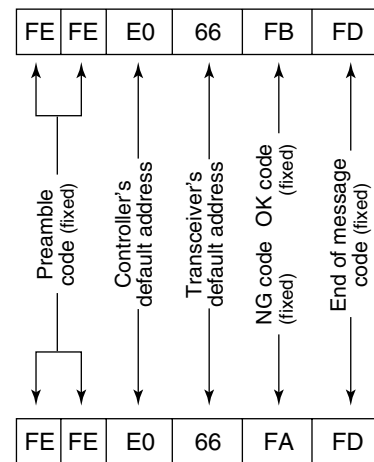 FE FE E0 66 FB FD
Preamble
code (fixed)
Controller's
default address
Transceiver's
default address
OK code
(fixed)
NG code
(fixed)
End of message
code (fixed)
FE FE E0 66 FA FD